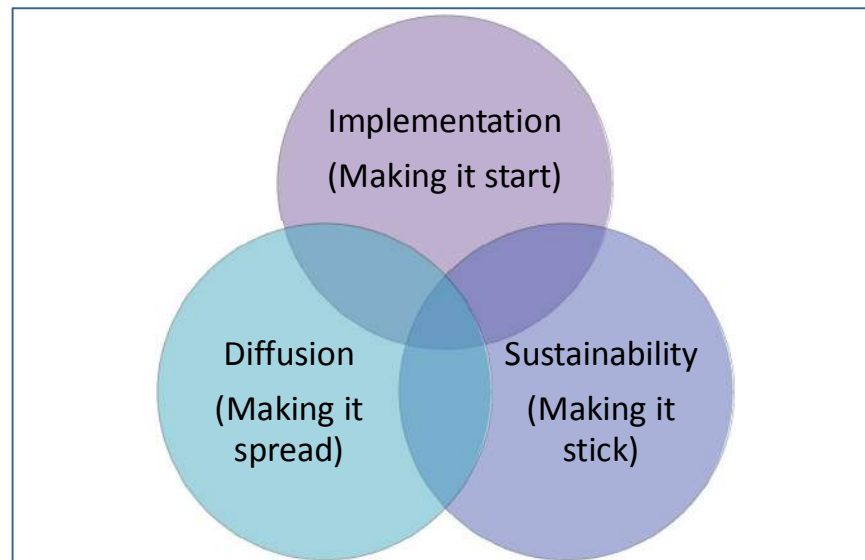 Implementation
(Making it start)
Diffusion
(Making it
spread)
Sustainability
(Making it
stick)